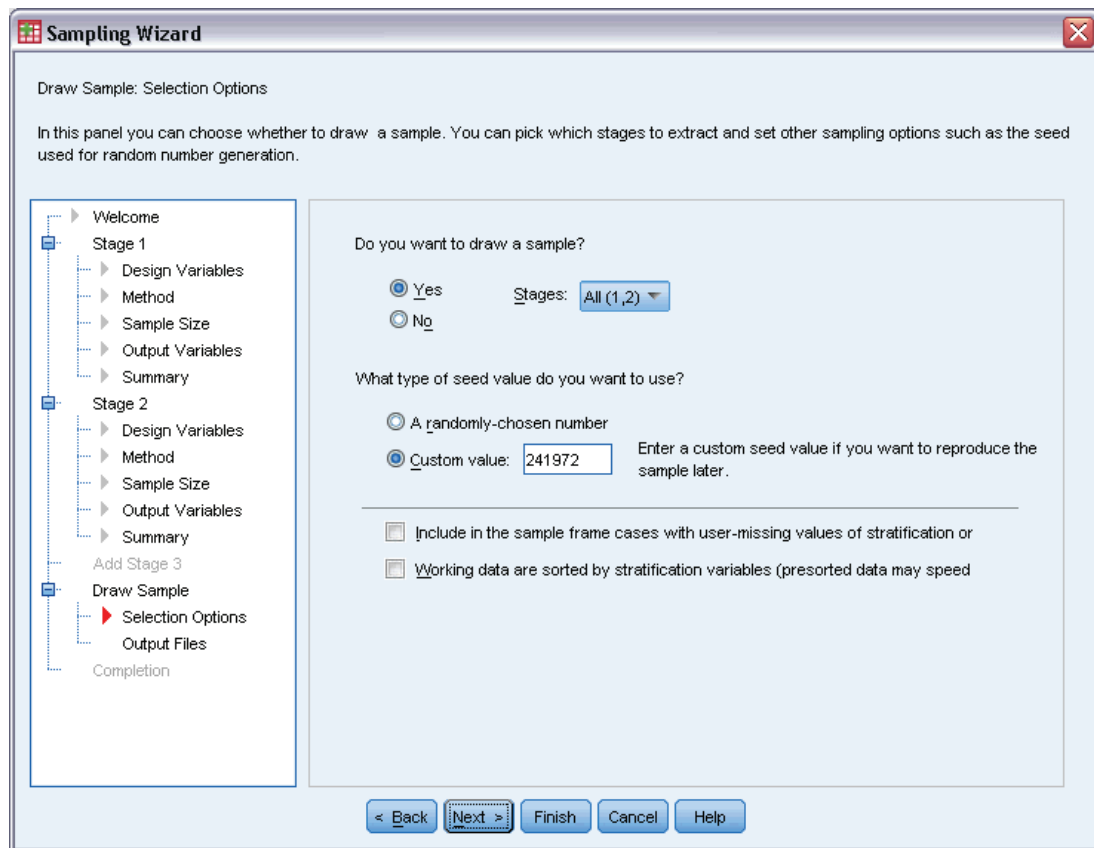 Sampling Wizard
Draw Sample: Selection Options
In this panel you can choose whether to draw a sample. You can pick which stages to extract and set other sampling options such as the seed
used for random number generation.
Welcome
Stage 1
Design Variables
Method
Sample Size
Output Variables
Summary
Stage 2
Design Variables
Method
Sample Size
Output Variables
Summary
Add Stage 3
Draw Sample
Selection Options
Output Files
Completion
Do you want to draw a sample?
Yes
Stages: All (1,2)
No
What type of seed value do you want to use?
A randomly-chosen number
Custom value: 241972
Enter a custom seed value if you want to reproduce the
sample later.
Include in the sample frame cases with user-missing values of stratification or
Working data are sorted by stratification variables (presorted data may speed
< Back Next > Finish Cancel Help